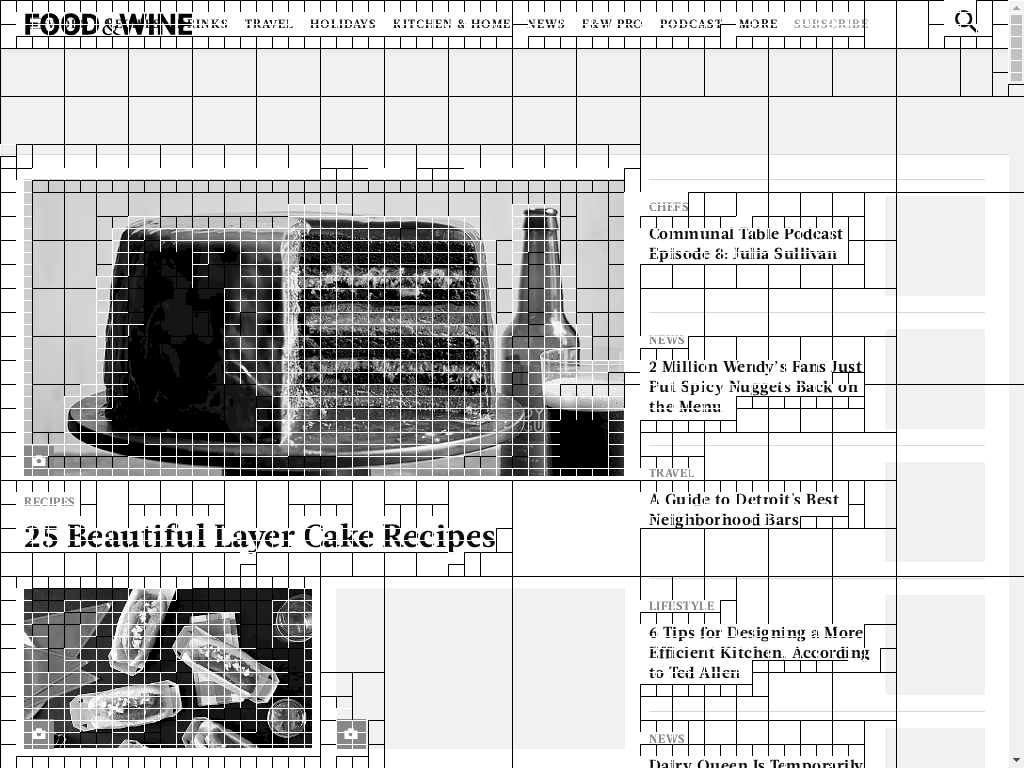 FOOD & WINE
DRINKS TRAVEL HOLIDAYS KITCHEN & HOME NEWS F&W PRO PODCAST MORE SUBSCRIBE
CHEFS
Communal Table Podcast
Episode 8: Julia Sullivan
NEWS
2 Million Wendy's Fans Just
Put Spicy Nuggets Back on
the Menu
TRAVEL
A Guide to Detroit's Best
Neighborhood Bars
RECIPES
25 Beautiful Layer Cake Recipes
LIFESTYLE
6 Tips for Designing a More
Efficient Kitchen, According
to Ted Allen
NEWS
Dairy Queen Is Temporarily